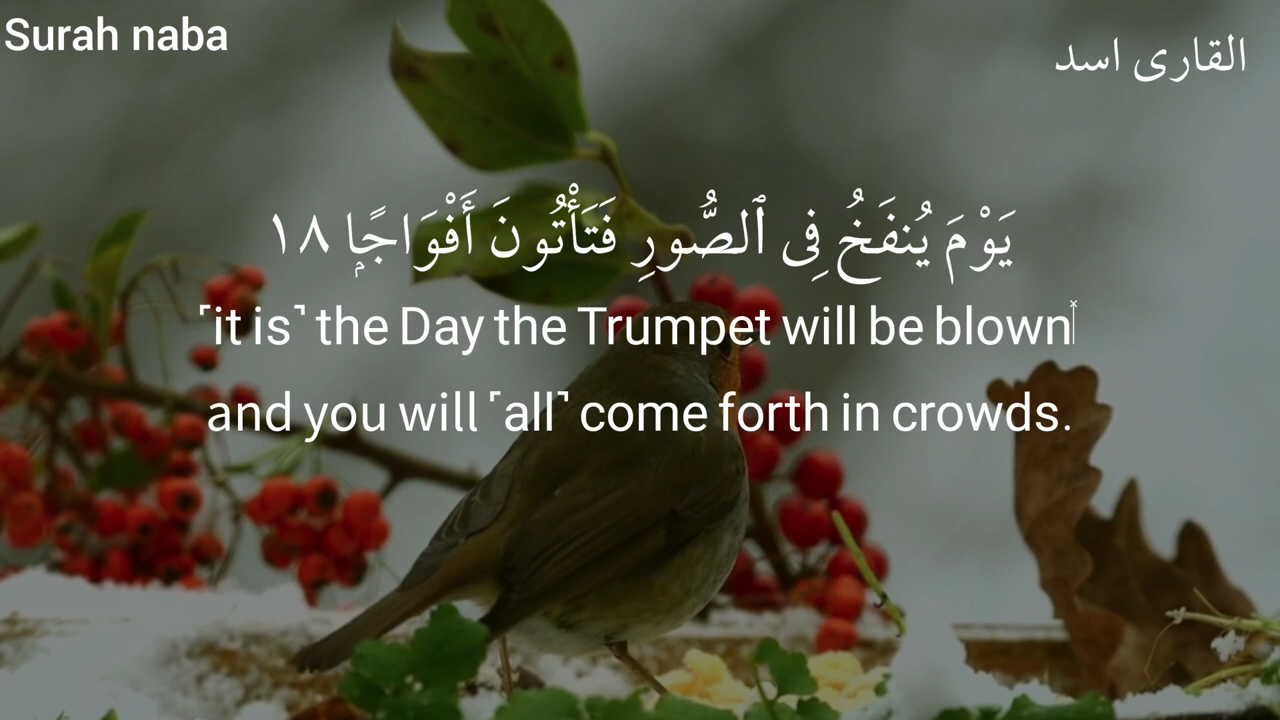 Surah naba
القارى اسد
يَوْمَ يُنفَخُ فِى ٱلصُّورِ فَتَأْتُونَ أَفْوَاجًۭا ١٨
˹it is˺ the Day the Trumpet will be blown
and you will ˹all˺ come forth in crowds.